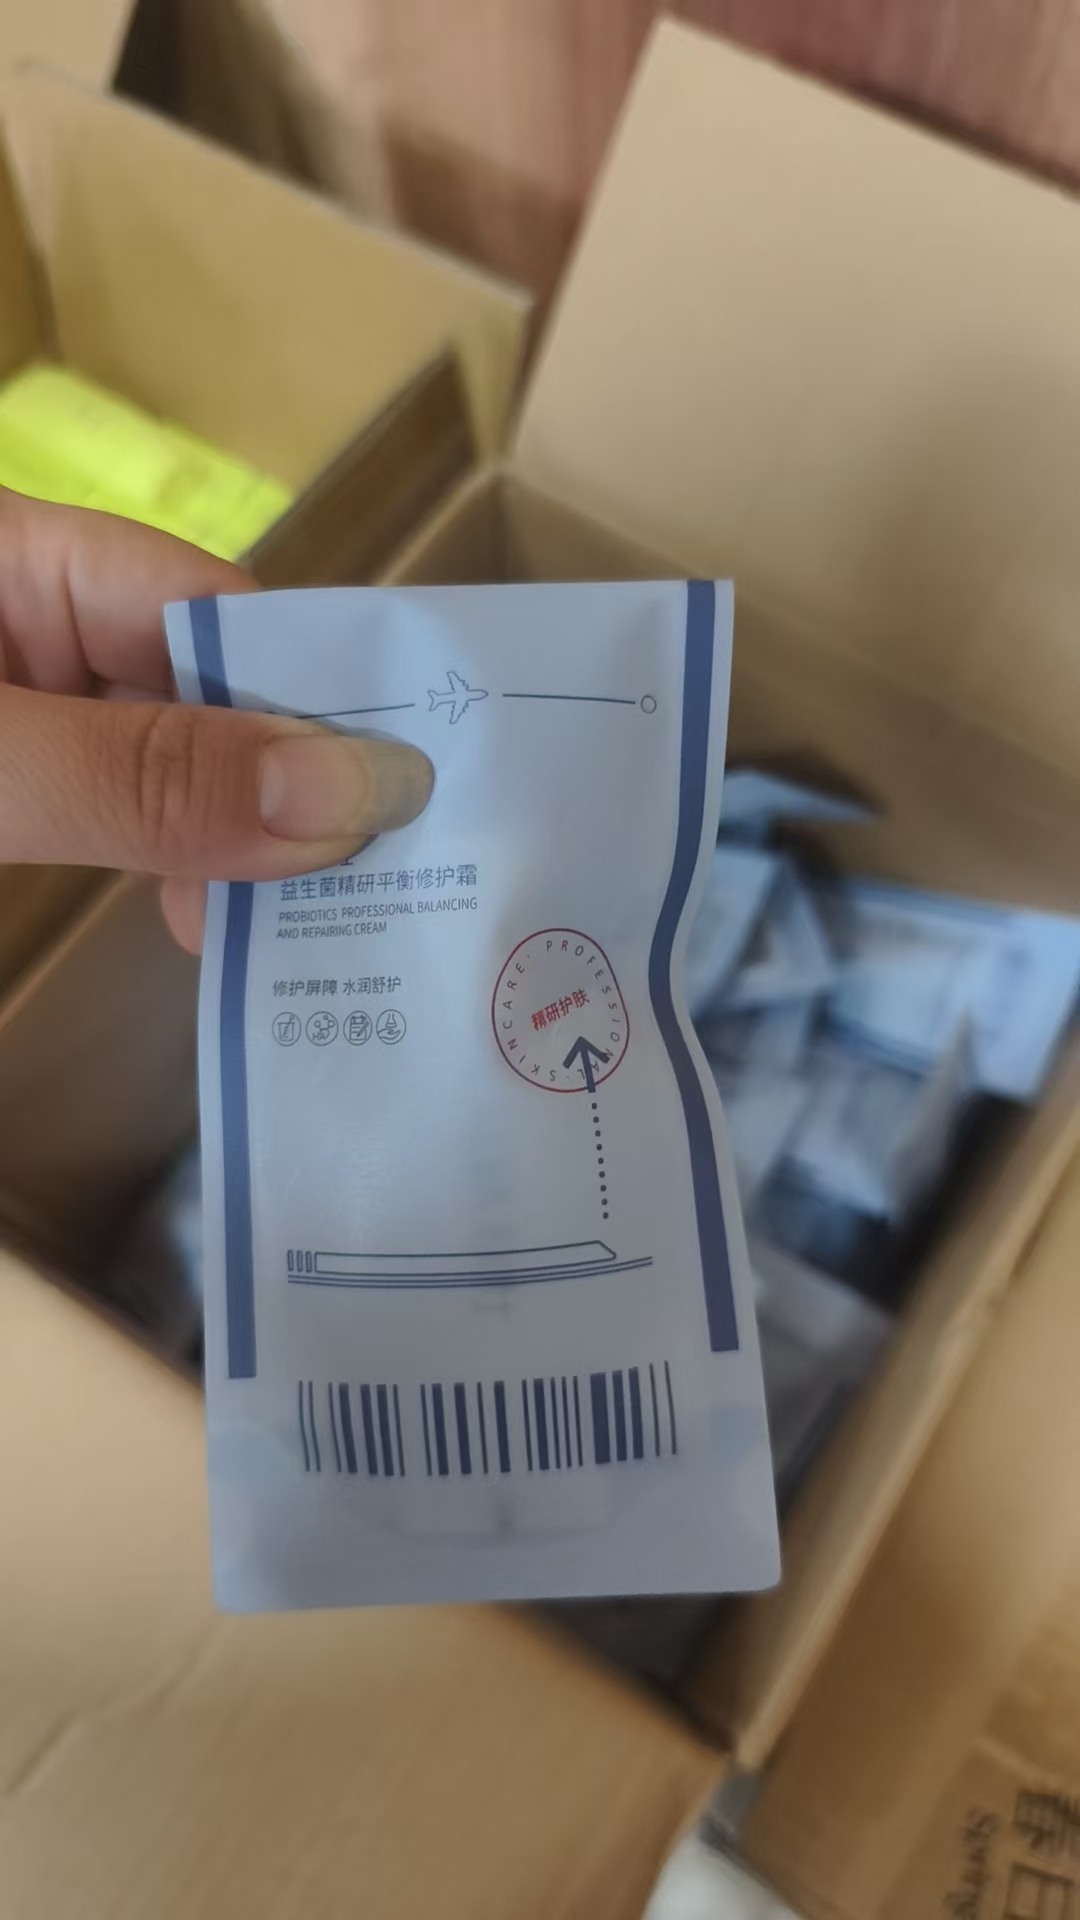 益生菌精研平衡修护霜
PROBIOTICS PROFESSIONAL BALANCING
AND REPAIRING CREAM
修护屏障 水润舒护
PROFESSIONAL·SKINCARE·
精研护肤